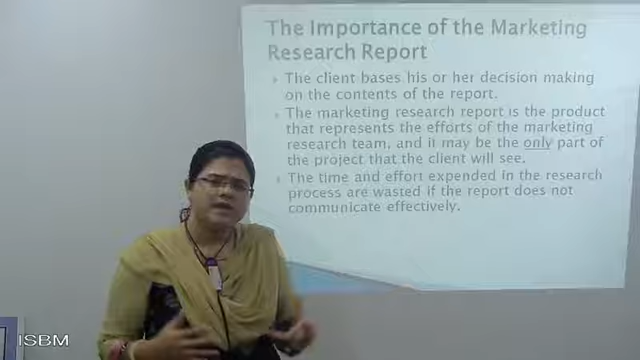 The Importance of the Marketing
Research Report
The client bases his or her decision making
on the contents of the report.
The marketing research report is the product
that represents the efforts of the marketing
research team, and it may be the only part of
the project that the client will see.
The time and effort expended in the research
process are wasted if the report does not
communicate effectively.
ISBM